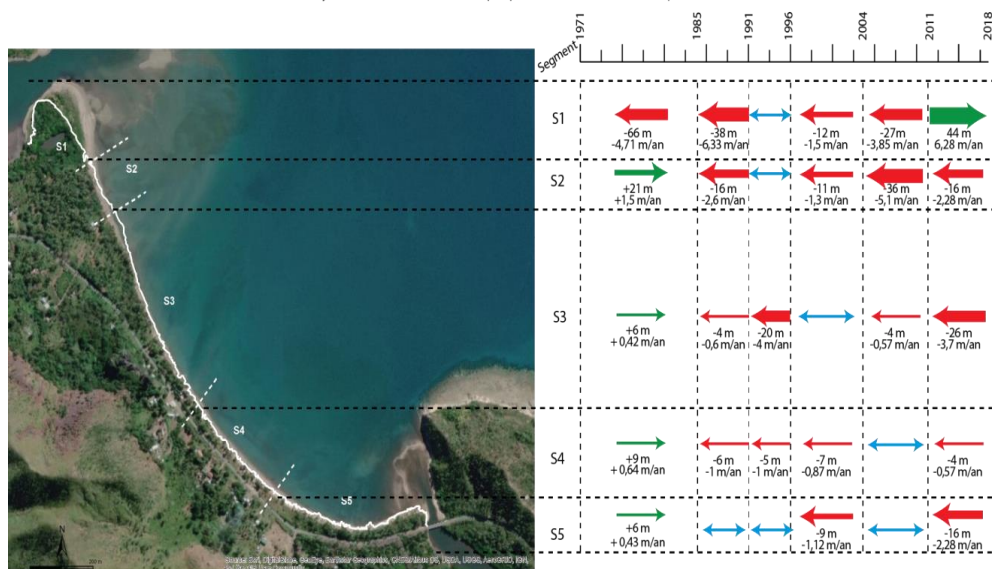 1971 1985 1991 1996 2004 2011 2018
Segment
S1
-66 m -38 m -12 m -27m 44 m
-4,71 m/an -6,33 m/an -1,5 m/an -3,85 m/an 6,28 m/an
S2
+21 m -16 m -11 m -36 m -16 m
+1,5 m/an -2,6 m/an -1,3 m/an -5,1 m/an -2,28 m/an
S3
+6 m -4 m -20 m -4 m -26 m
+ 0,42 m/an -0,6 m/an -4 m/an -0,57 m/an -3,7 m/an
S4
+9 m -6 m -5 m -7 m -4 m
+ 0,64 m/an -1 m/an -1 m/an -0,87 m/an -0,57 m/an
S5
+6 m -9 m -16 m
+ 0,43 m/an -1,12 m/an -2,28 m/an
S1
S2
S3
S4
S5
N